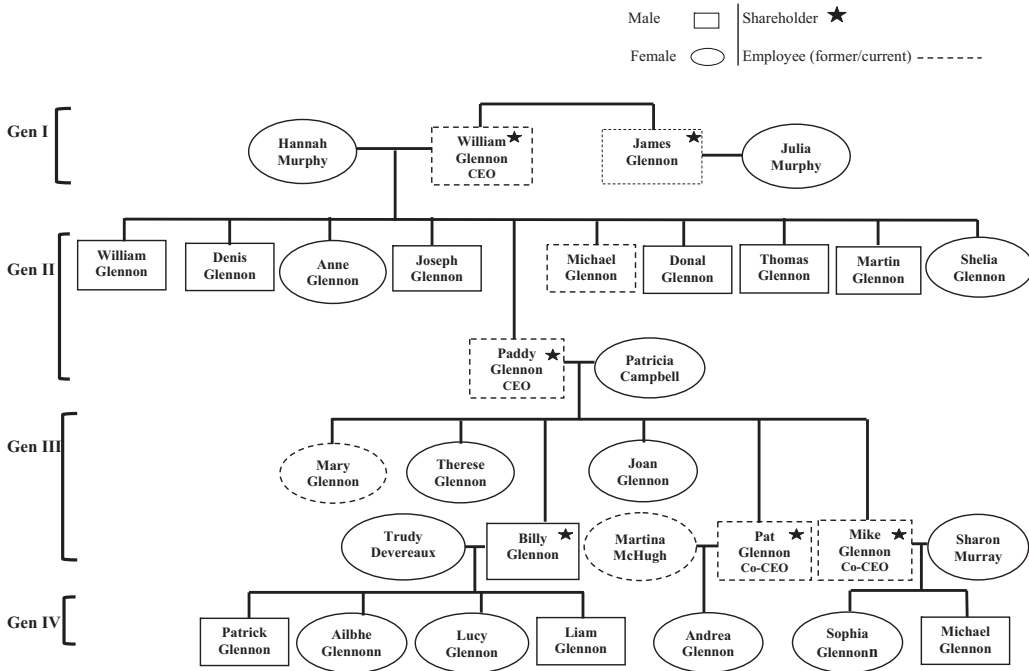 Male
Shareholder
Female
Employee (former/current)
Gen I
Hannah
Murphy
William
Glennon
CEO
James
Glennon
Julia
Murphy
Gen II
William
Glennon
Denis
Glennon
Anne
Glennon
Joseph
Glennon
Michael
Glennon
Donal
Glennon
Thomas
Glennon
Martin
Glennon
Shelia
Glennon
Paddy
Glennon
CEO
Patricia
Campbell
Gen III
Mary
Glennon
Therese
Glennon
Joan
Glennon
Trudy
Devereaux
Billy
Glennon
Martina
McHugh
Pat
Glennon
Co-CEO
Mike
Glennon
Co-CEO
Sharon
Murray
Gen IV
Patrick
Glennon
Ailbhe
Glennonn
Lucy
Glennon
Liam
Glennon
Andrea
Glennon
Sophia
Glennonn
Michael
Glennon